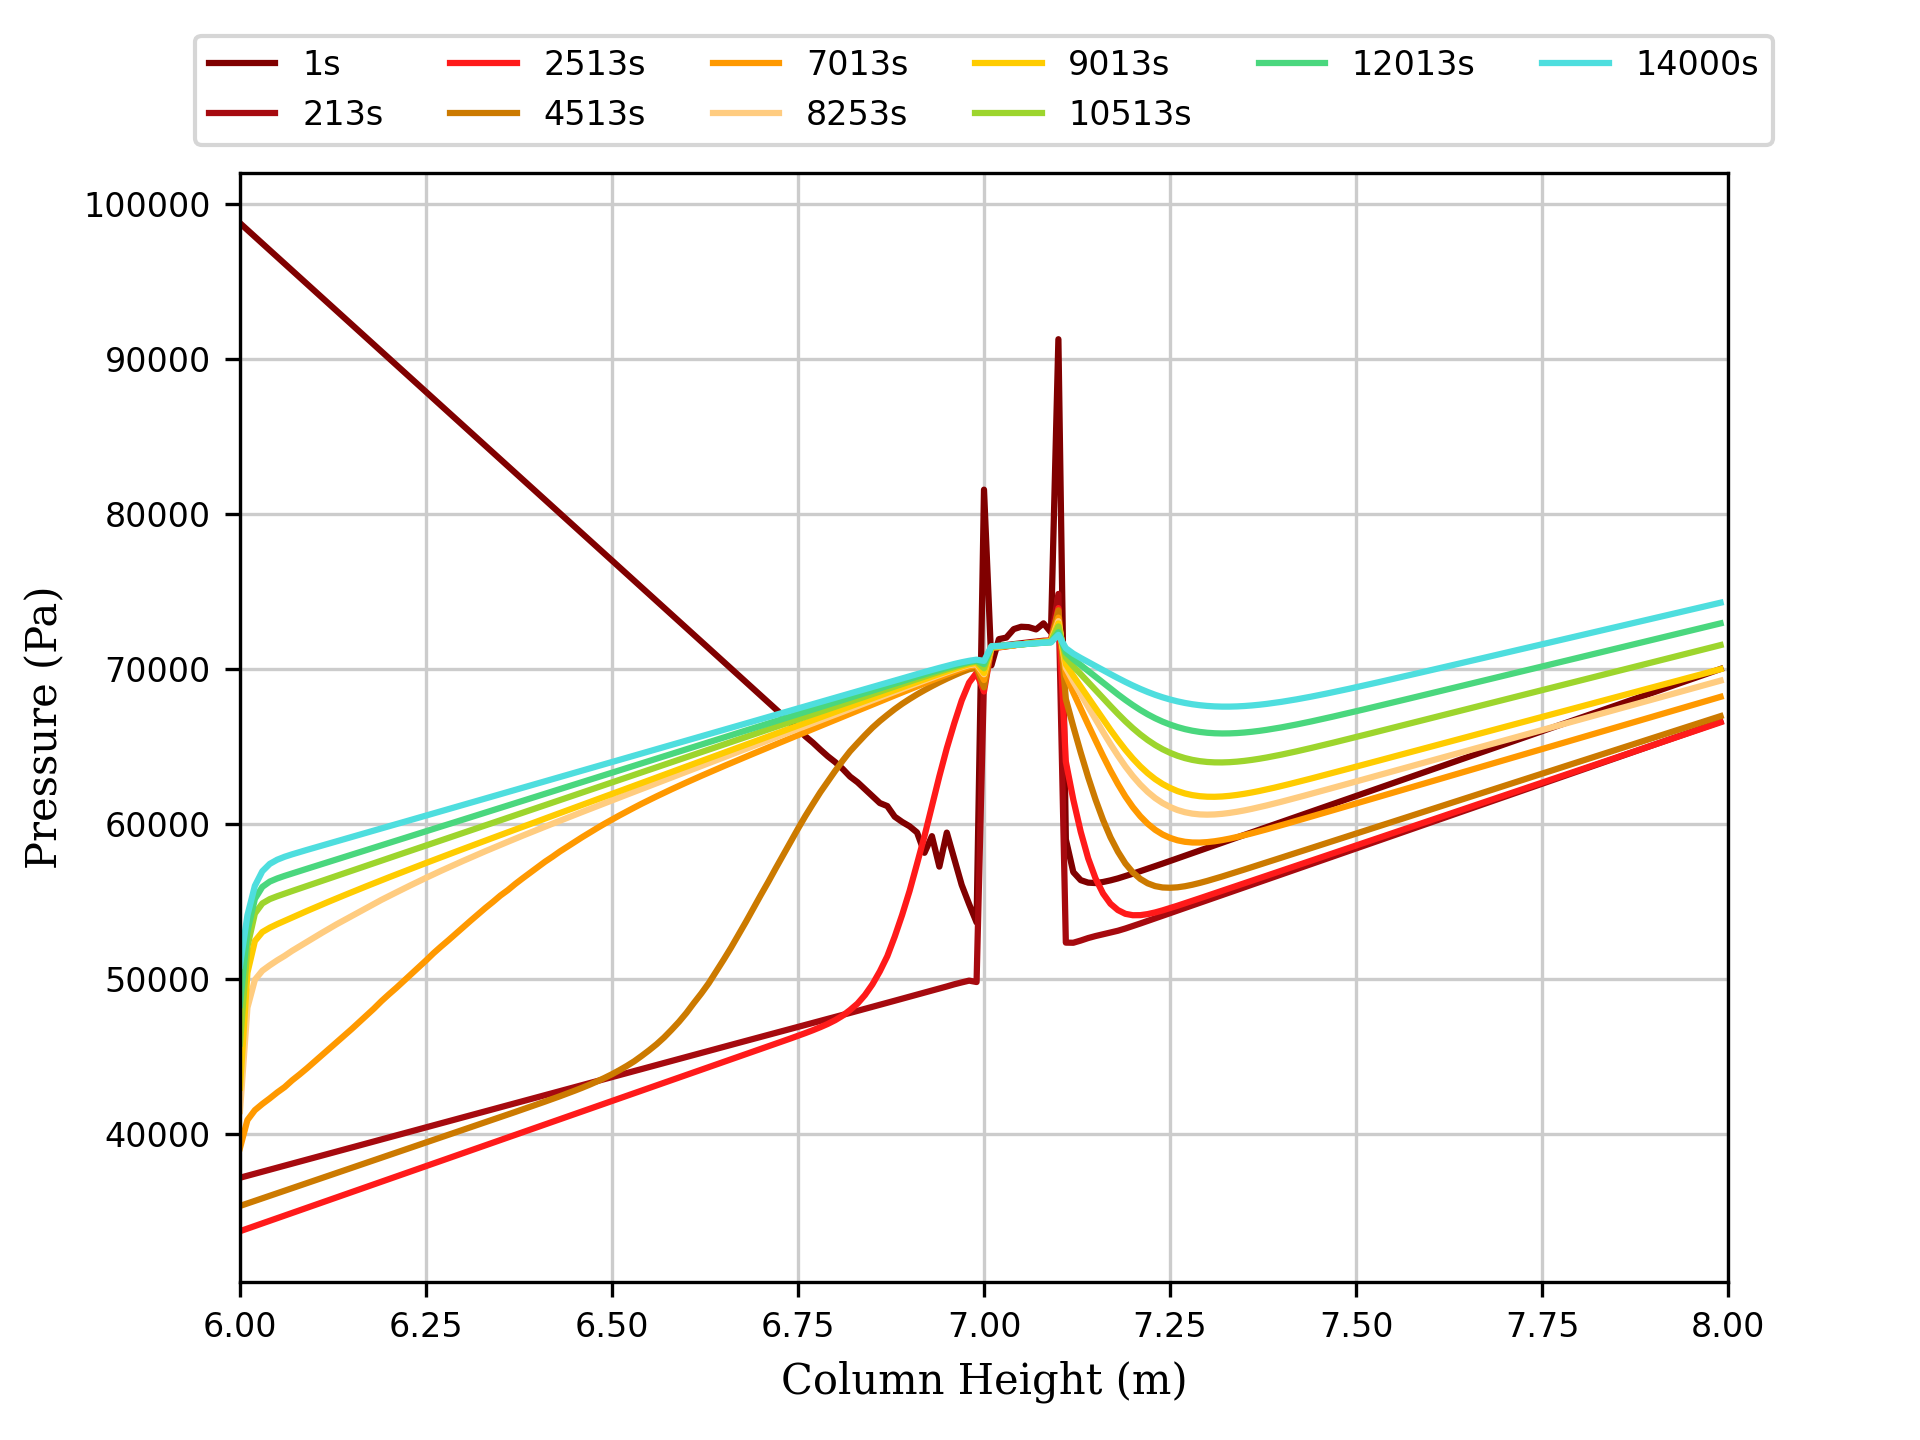 1s 2513s 7013s 9013s 12013s 14000s
213s 4513s 8253s 10513s
100000
90000
80000
70000
60000
50000
40000
Pressure (Pa)
6.00 6.25 6.50 6.75 7.00 7.25 7.50 7.75 8.00
Column Height (m)